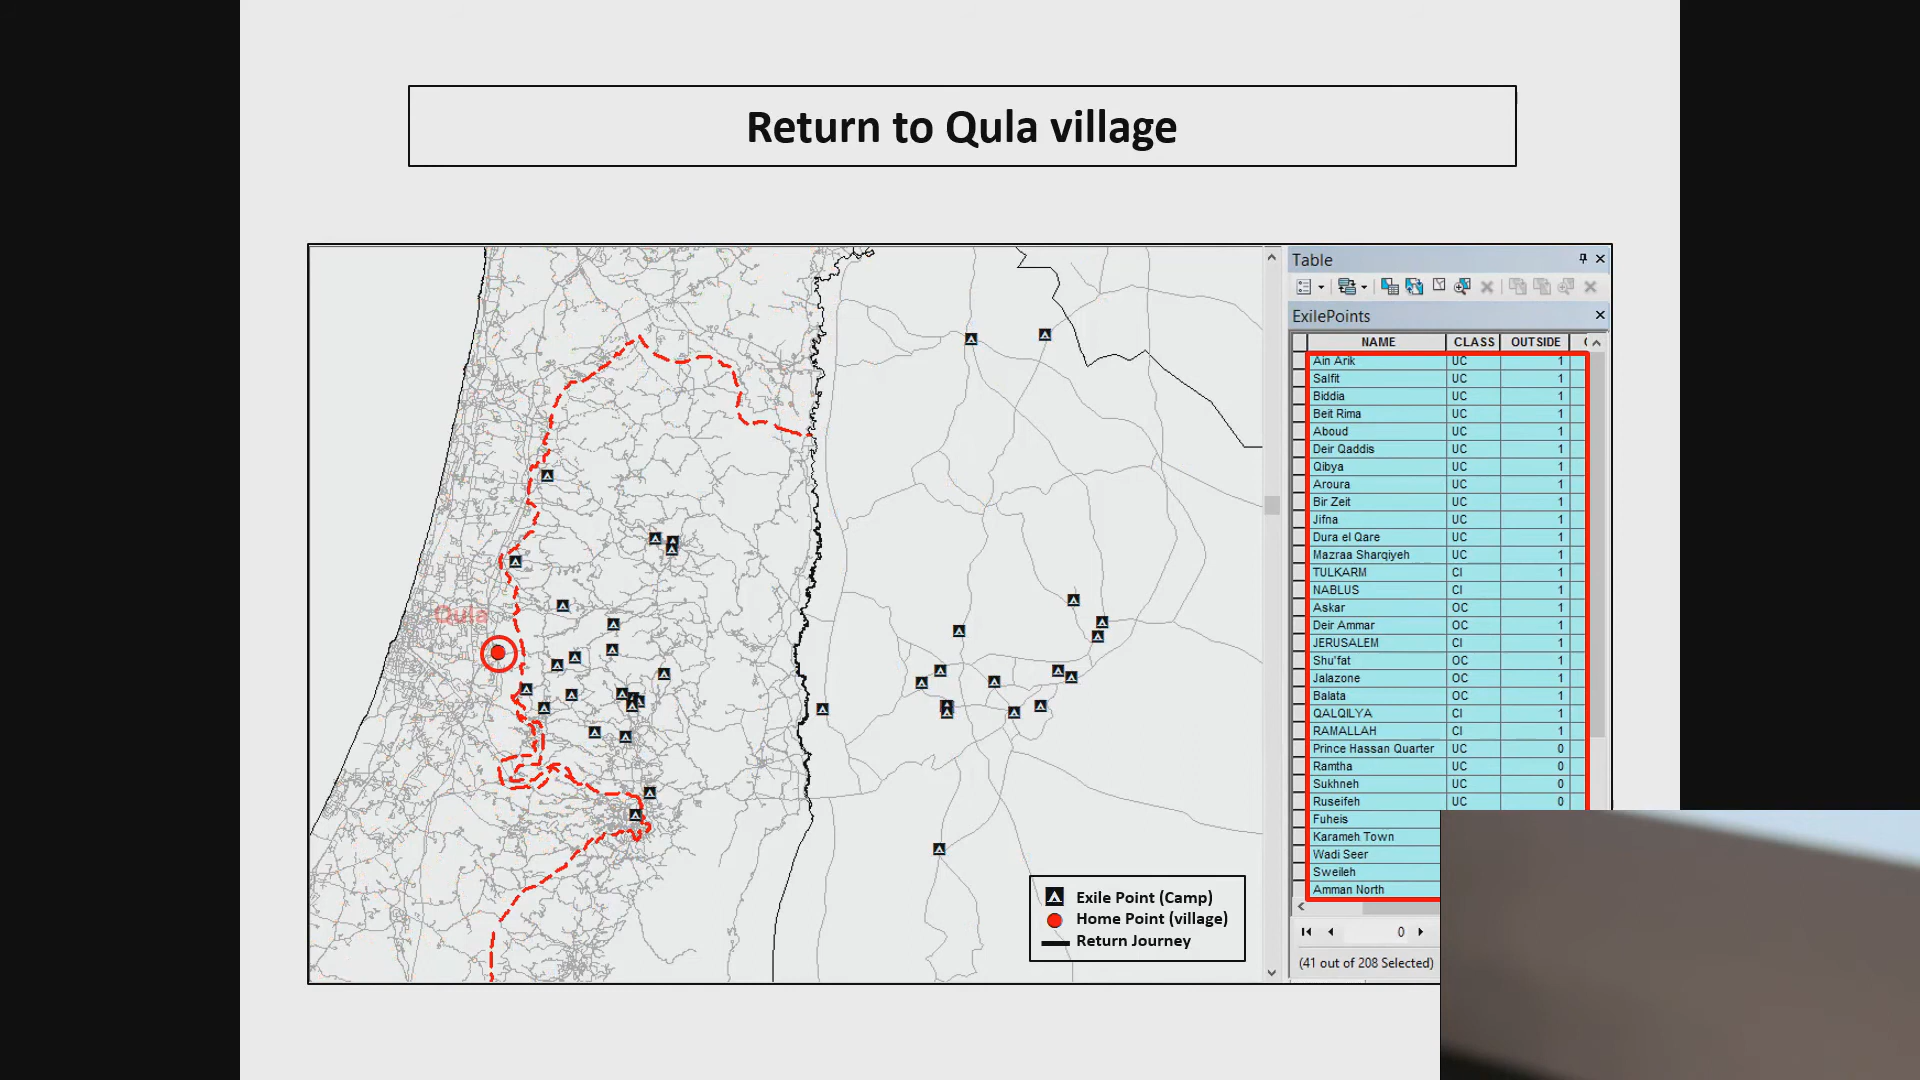 Return to Qula village
Qula
Exile Point (Camp)
Home Point (village)
Return Journey
Table
ExilePoints
NAME CLASS OUTSIDE
Ain Arik UC 1
Salfit UC 1
Biddia UC 1
Beit Rima UC 1
Aboud UC 1
Deir Qaddis UC 1
Qibya UC 1
Aroura UC 1
Bir Zeit UC 1
Jifna UC 1
Dura el Qare UC 1
Mazraa Sharqiyeh UC 1
TULKARM CI 1
NABLUS CI 1
Askar OC 1
Deir Ammar OC 1
JERUSALEM CI 1
Shu'fat OC 1
Jalazone OC 1
Balata OC 1
QALQILYA CI 1
RAMALLAH CI 1
Prince Hassan Quarter UC 0
Ramtha UC 0
Sukhneh UC 0
Ruseifeh UC 0
Fuheis
Karameh Town
Wadi Seer
Sweileh
Amman North
0
(41 out of 208 Selected)